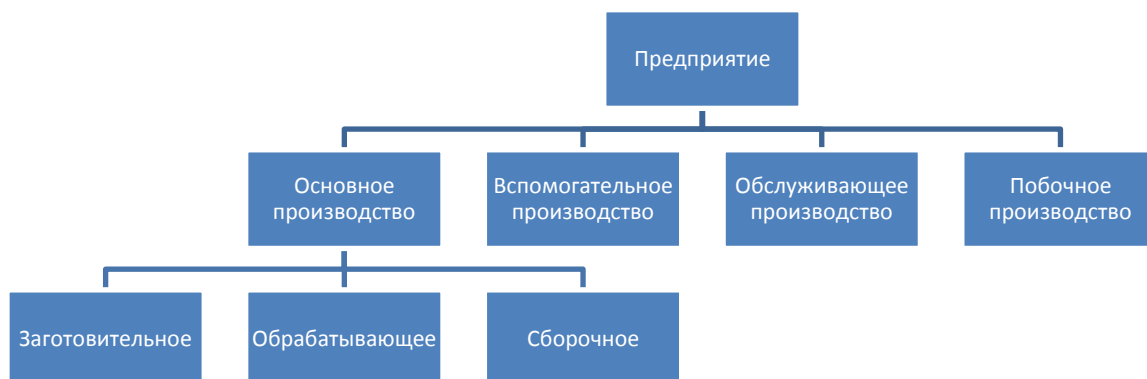 Предприятие
Основное
производство
Вспомогательное
производство
Обслуживающее
производство
Побочное
производство
Заготовительное
Обрабатывающее
Сборочное